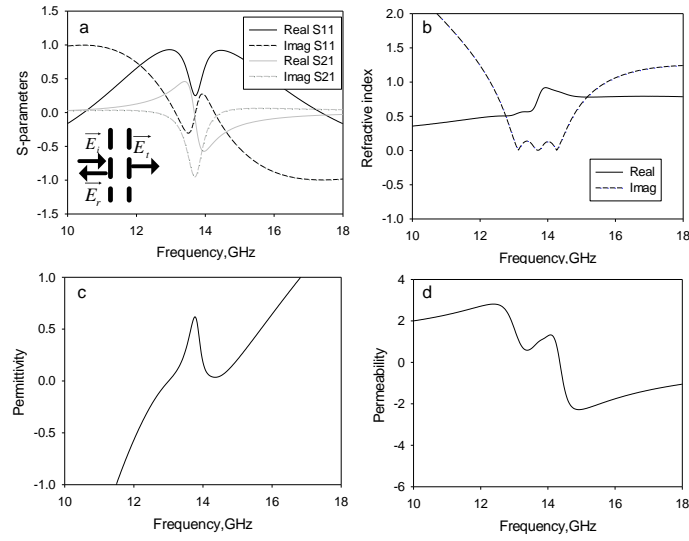 a
Real S11
Imag S11
Real S21
Imag S21
1.5
1.0
0.5
0.0
-0.5
-1.0
-1.5
S-parameters
E_i
E_t
E_r
10 12 14 16 18
Frequency,GHz
b
2.0
1.5
1.0
0.5
0.0
-0.5
-1.0
Refractive index
Real
Imag
10 12 14 16 18
Frequency,GHz
c
1.0
0.5
0.0
-0.5
-1.0
Permittivity
10 12 14 16 18
Frequency,GHz
d
4
2
0
-2
-4
-6
Permeability
10 12 14 16 18
Frequency,GHz